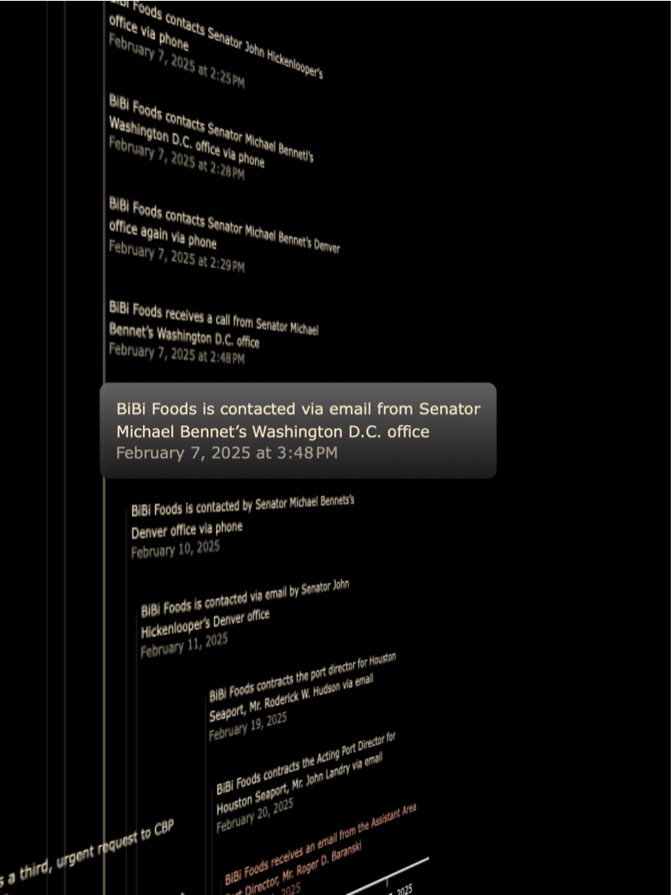 BiBi Foods contacts Senator John Hickenlooper's
office via phone
February 7, 2025 at 2:25 PM
BiBi Foods contacts Senator Michael Bennett's
Washington D.C. office via phone
February 7, 2025 at 2:28 PM
BiBi Foods contacts Senator Michael Bennet's Denver
office again via phone
February 7, 2025 at 2:29 PM
BiBi Foods receives a call from Senator Michael
Bennet's Washington D.C. office
February 7, 2025 at 2:48 PM
BiBi Foods is contacted via email from Senator
Michael Bennet’s Washington D.C. office
February 7, 2025 at 3:48 PM
BiBi Foods is contacted by Senator Michael Bennets's
Denver office via phone
February 10, 2025
BiBi Foods is contacted via email by Senator John
Hickenlooper's Denver office
February 11, 2025
BiBi Foods contracts the port director for Houston
Seaport, Mr. Roderick W. Hudson via email
February 19, 2025
BiBi Foods contracts the Acting Port Director for
Houston Seaport, Mr. John Landry via email
February 20, 2025
s a third, urgent request to CBP
BiBi Foods receives an email from the Assistant Area
Director, Mr. Roger D. Baranski
2025
2025